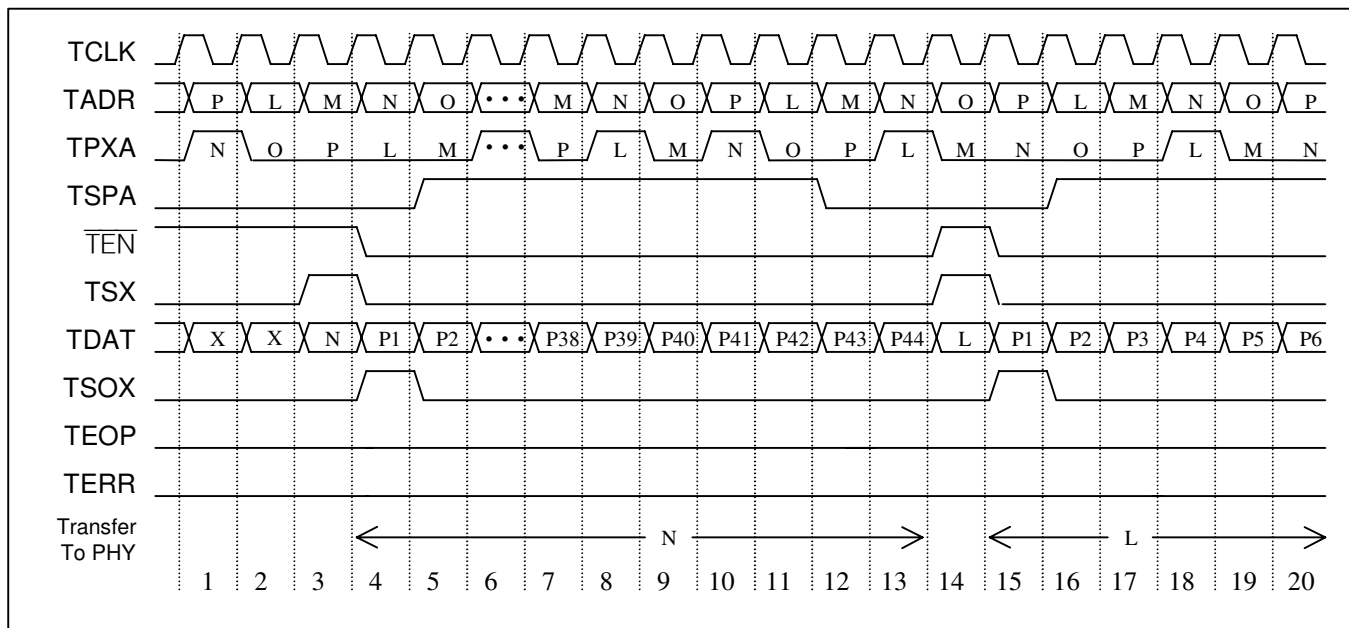 TCLK
TADR P L M N O ••• M N O P L M N O P L M N O P
TPXA N O P L M ••• P L M N O P L M N O P L M N
TSPA
TEN
TSX
TDAT X X N P1 P2 ••• P38 P39 P40 P41 P42 P43 P44 L P1 P2 P3 P4 P5 P6
TSOX
TEOP
TERR
Transfer
To PHY N L
1 2 3 4 5 6 7 8 9 10 11 12 13 14 15 16 17 18 19 20